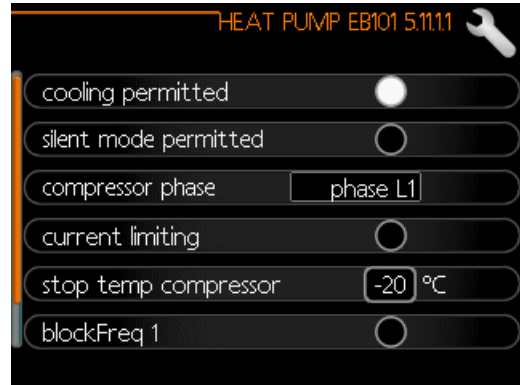 HEAT PUMP EB101 5.11.1.1
cooling permitted
silent mode permitted
compressor phase phase L1
current limiting
stop temp compressor -20 °C
blockFreq 1